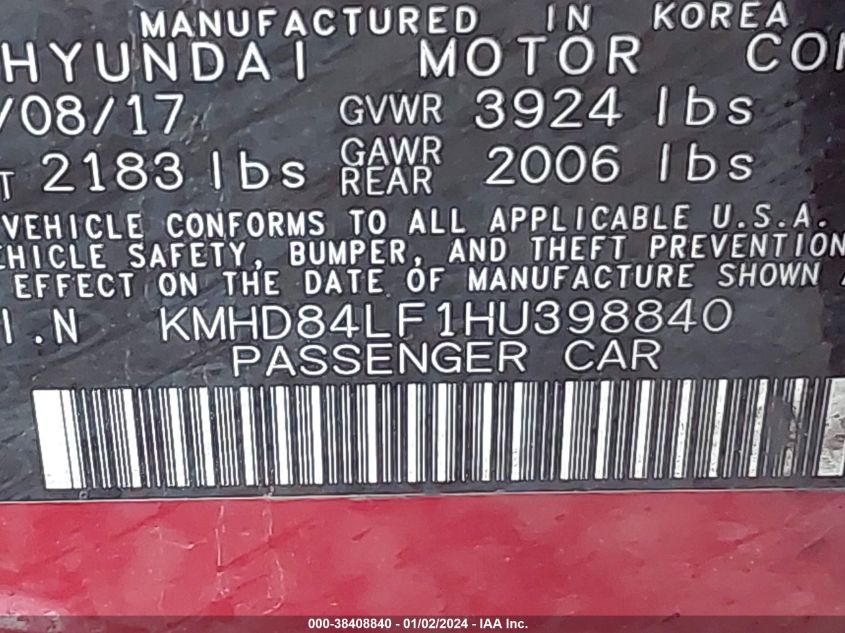 MANUFACTURED IN KOREA
HYUNDAI MOTOR COM
/08/17 GVWR 3924 lbs
T 2183 lbs GAWR REAR 2006 lbs
VEHICLE CONFORMS TO ALL APPLICABLE U.S.A.
EHICLE SAFETY, BUMPER, AND THEFT PREVENTION
EFFECT ON THE DATE OF MANUFACTURE SHOWN A
I.N KMHD84LF1HU398840
PASSENGER CAR
000-38408840 - 01/02/2024 - IAA Inc.